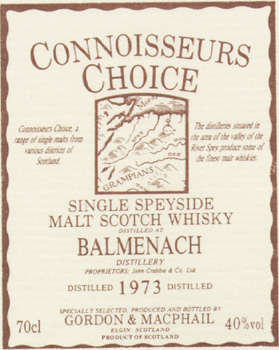 CONNOISSEURS
CHOICE
Connoisseurs Choice, a
range of single malts from
various districts of
Scotland.
The distilleries situated in
the area of the valley of the
River Spey produce some of
the finest malt whiskies.
Moray
DEE
GRAMPIANS
SINGLE SPEYSIDE
MALT SCOTCH WHISKY
DISTILLED AT
BALMENACH
DISTILLERY
PROPRIETORS: John Crabbie & Co. Ltd
DISTILLED 1973 DISTILLED
SPECIALLY SELECTED, PRODUCED AND BOTTLED BY
70cl GORDON & MACPHAIL 40%vol
ELGIN · SCOTLAND
PRODUCT OF SCOTLAND